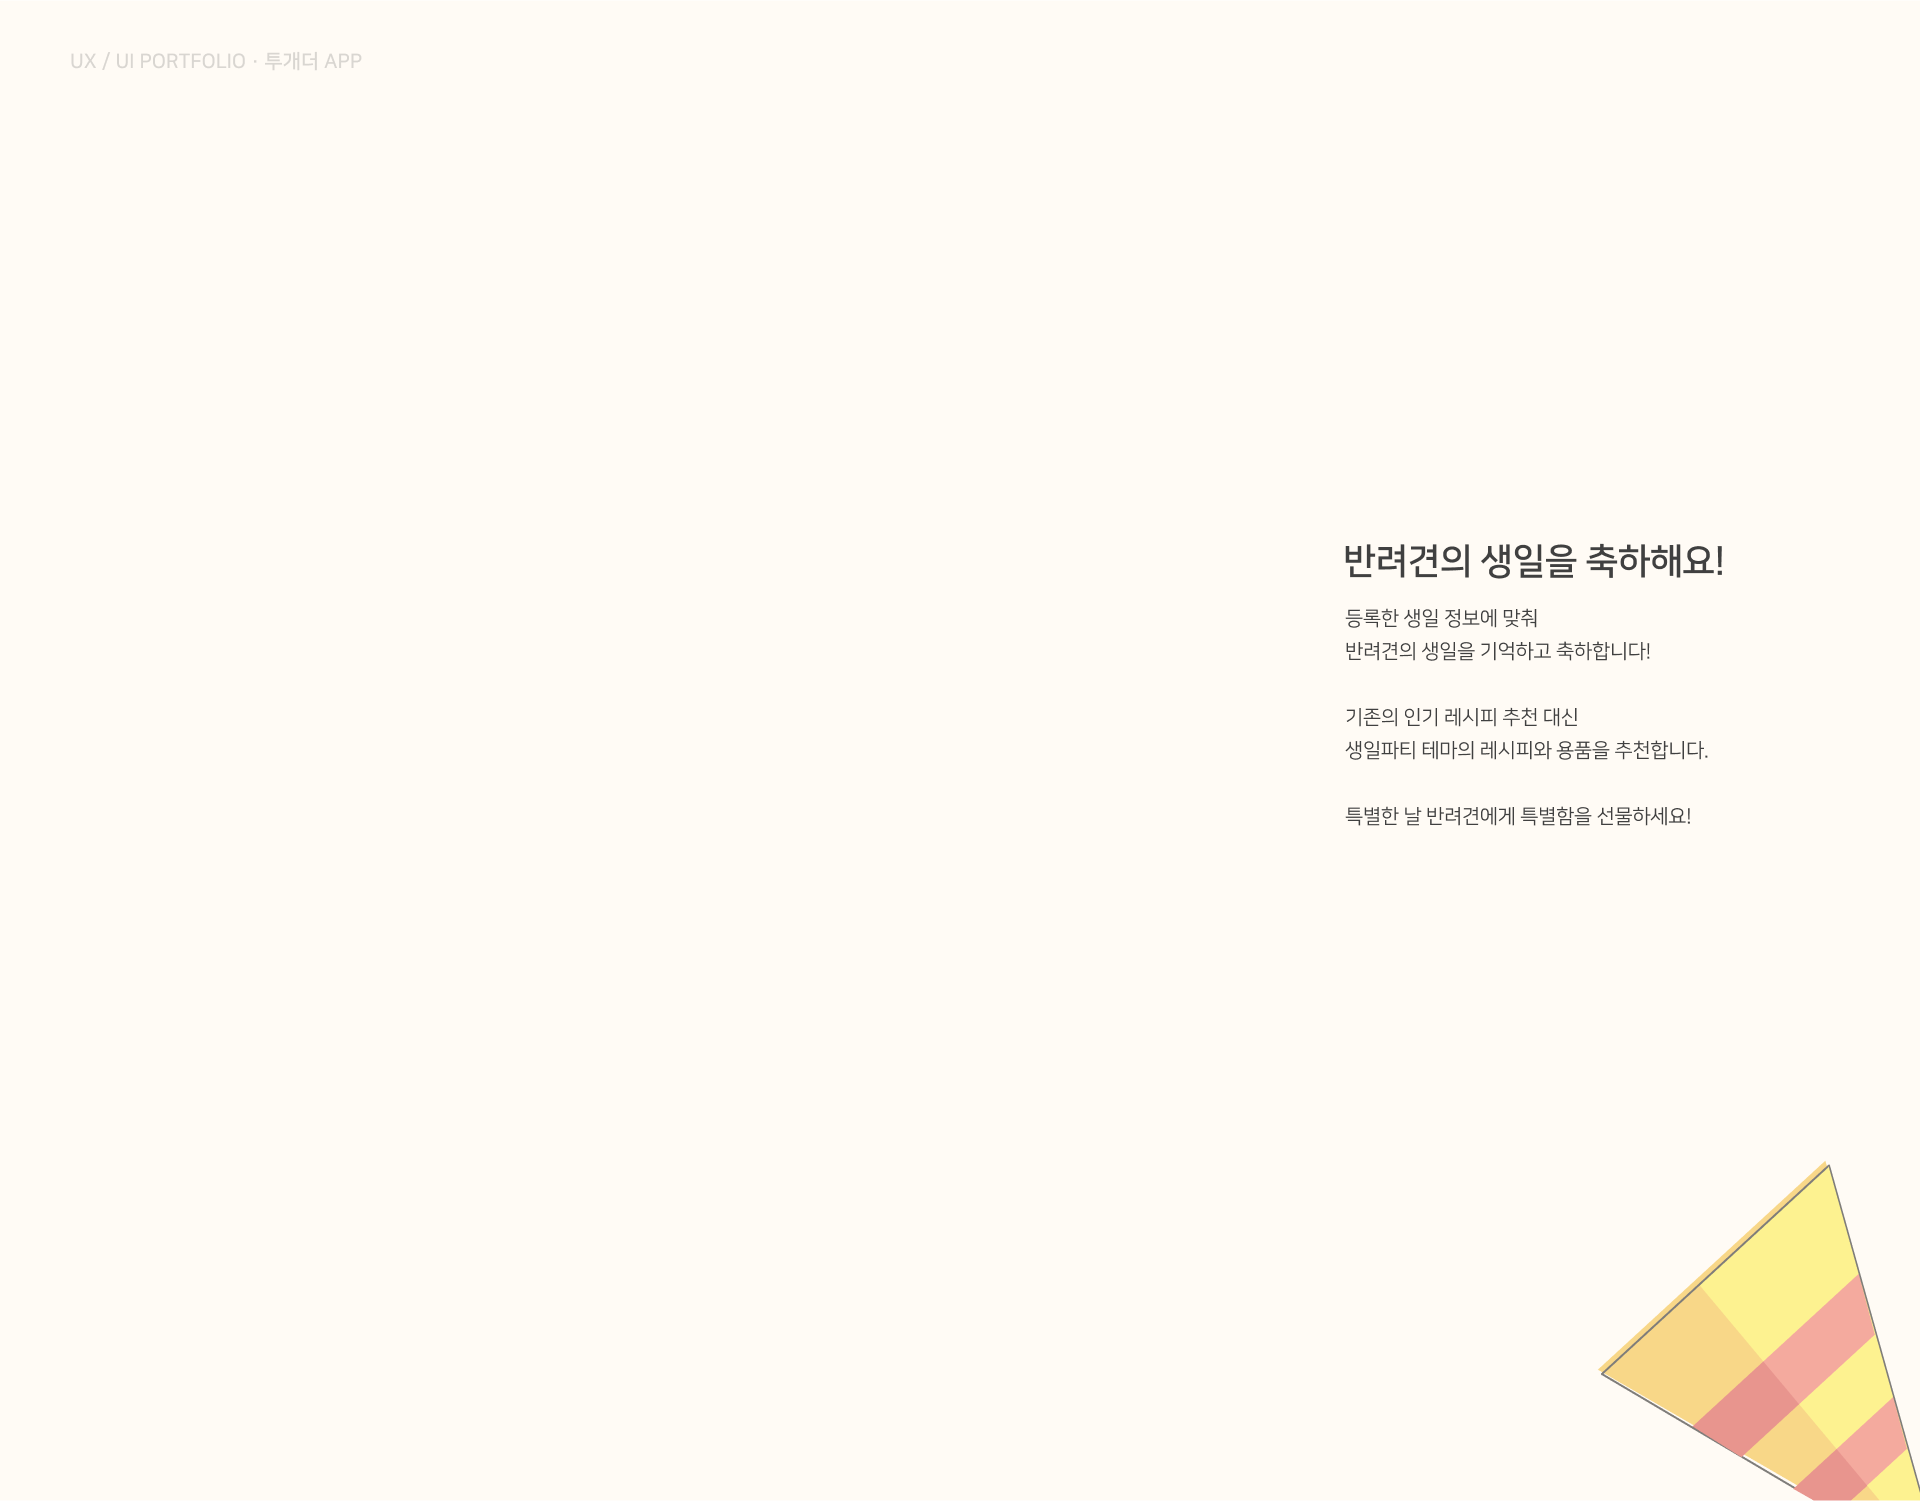 UX / UI PORTFOLIO · 투개더 APP
반려견의 생일을 축하해요!
등록한 생일 정보에 맞춰
반려견의 생일을 기억하고 축하합니다!
기존의 인기 레시피 추천 대신
생일파티 테마의 레시피와 용품을 추천합니다.
특별한 날 반려견에게 특별함을 선물하세요!